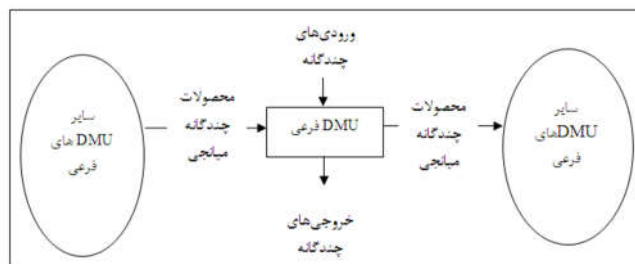 ورودی‌های
چندگانه
سایر
DMU های
فرعی
محصولات
چندگانه
میانجی
DMU فرعی
محصولات
چندگانه
میانجی
سایر
DMUهای
فرعی
خروجی‌های
چندگانه